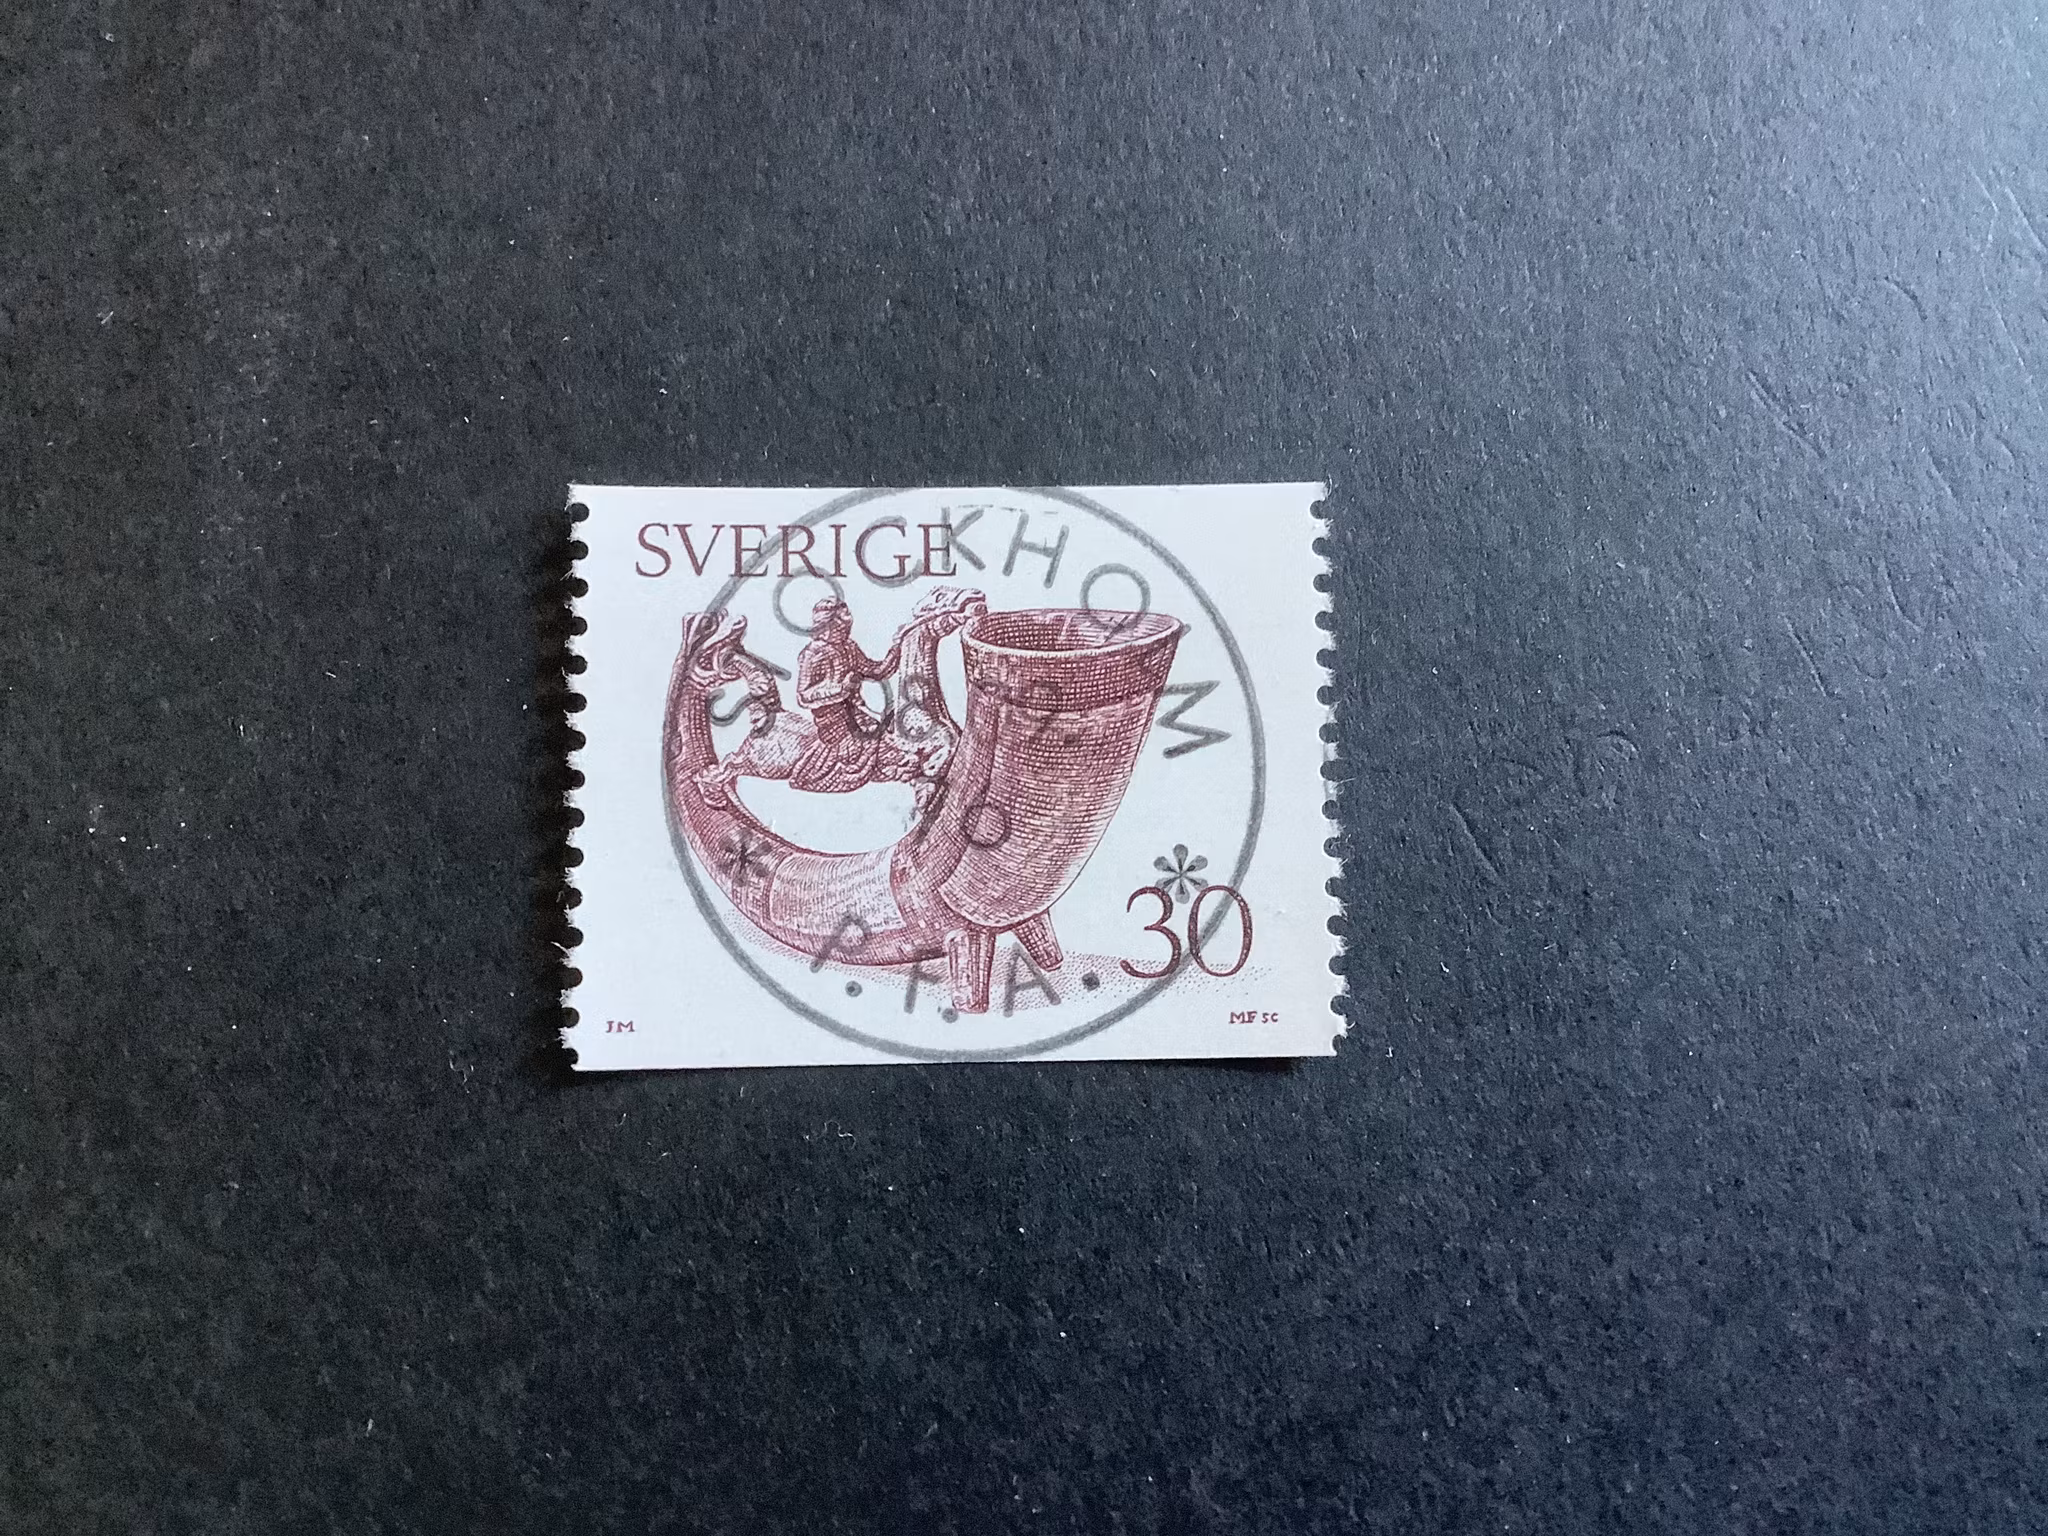 SVERIGE
STOCKHOLM
30
P.F.A.
JM
MF SC